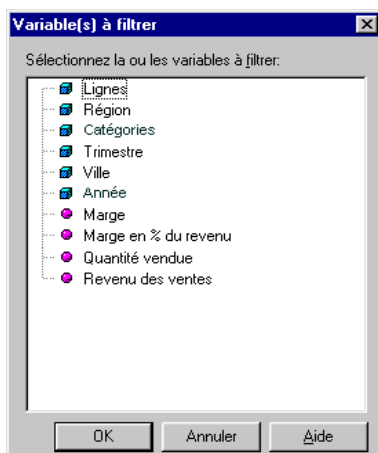 Variable(s) à filtrer
Sélectionnez la ou les variables à filtrer:
Lignes
Région
Catégories
Trimestre
Ville
Année
Marge
Marge en % du revenu
Quantité vendue
Revenu des ventes
OK Annuler Aide